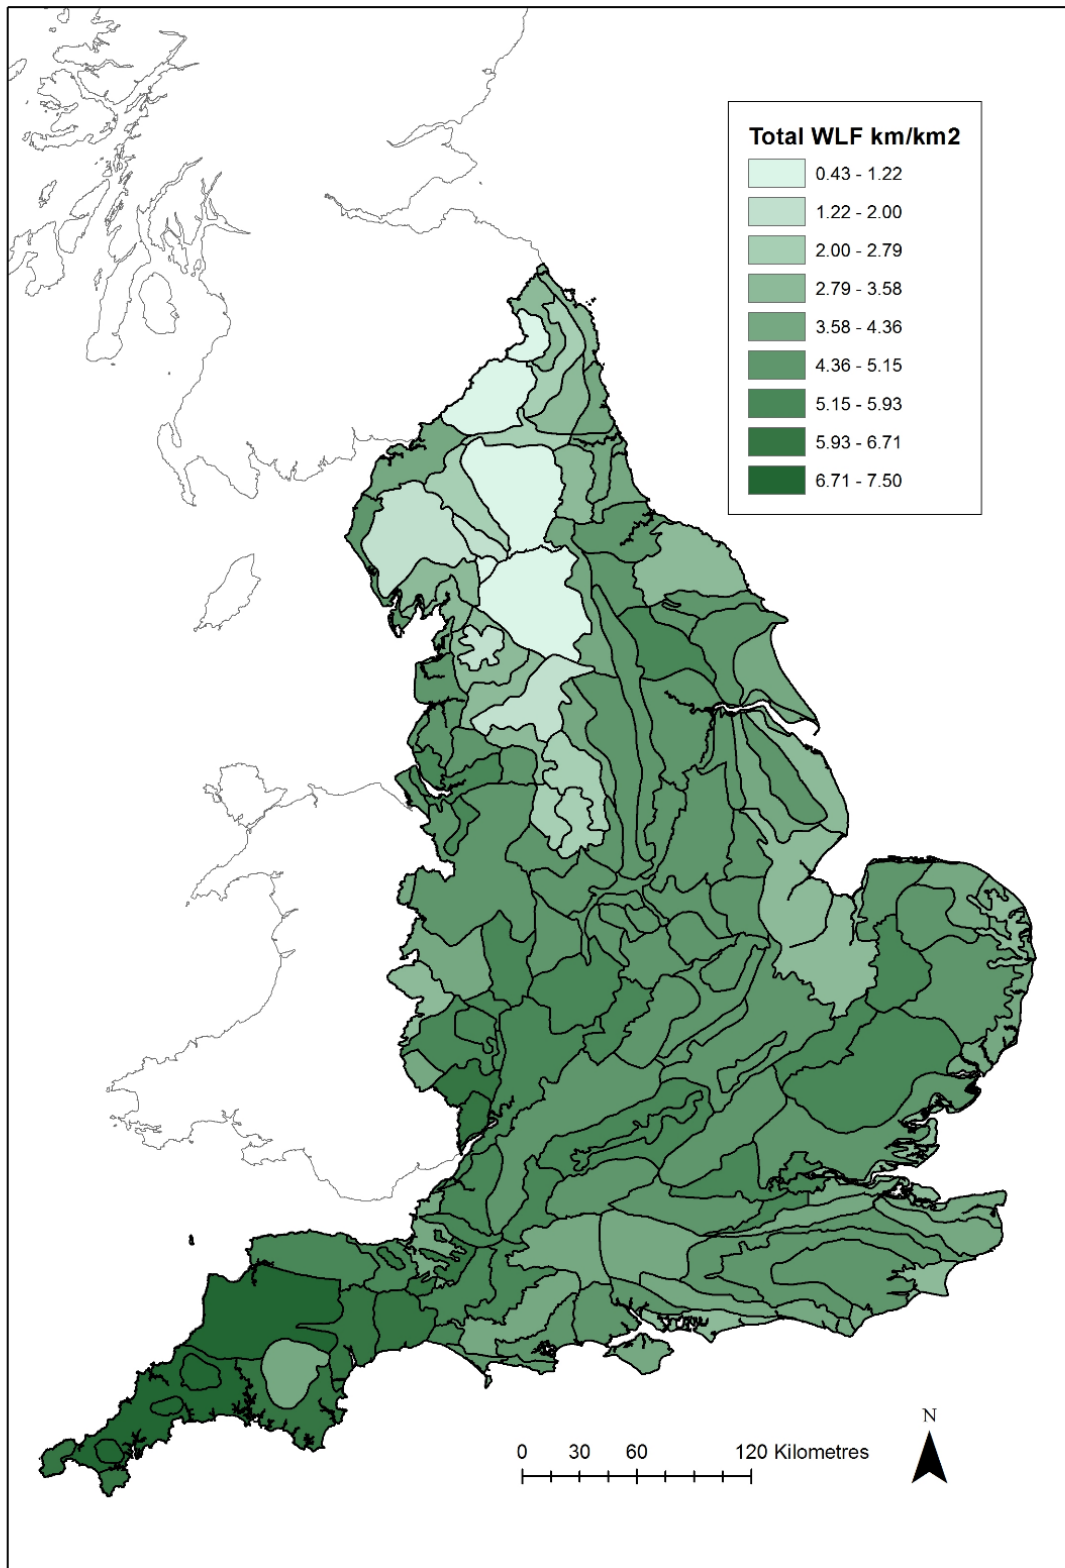 Total WLF km/km2
0.43 - 1.22
1.22 - 2.00
2.00 - 2.79
2.79 - 3.58
3.58 - 4.36
4.36 - 5.15
5.15 - 5.93
5.93 - 6.71
6.71 - 7.50
N
0 30 60 120 Kilometres